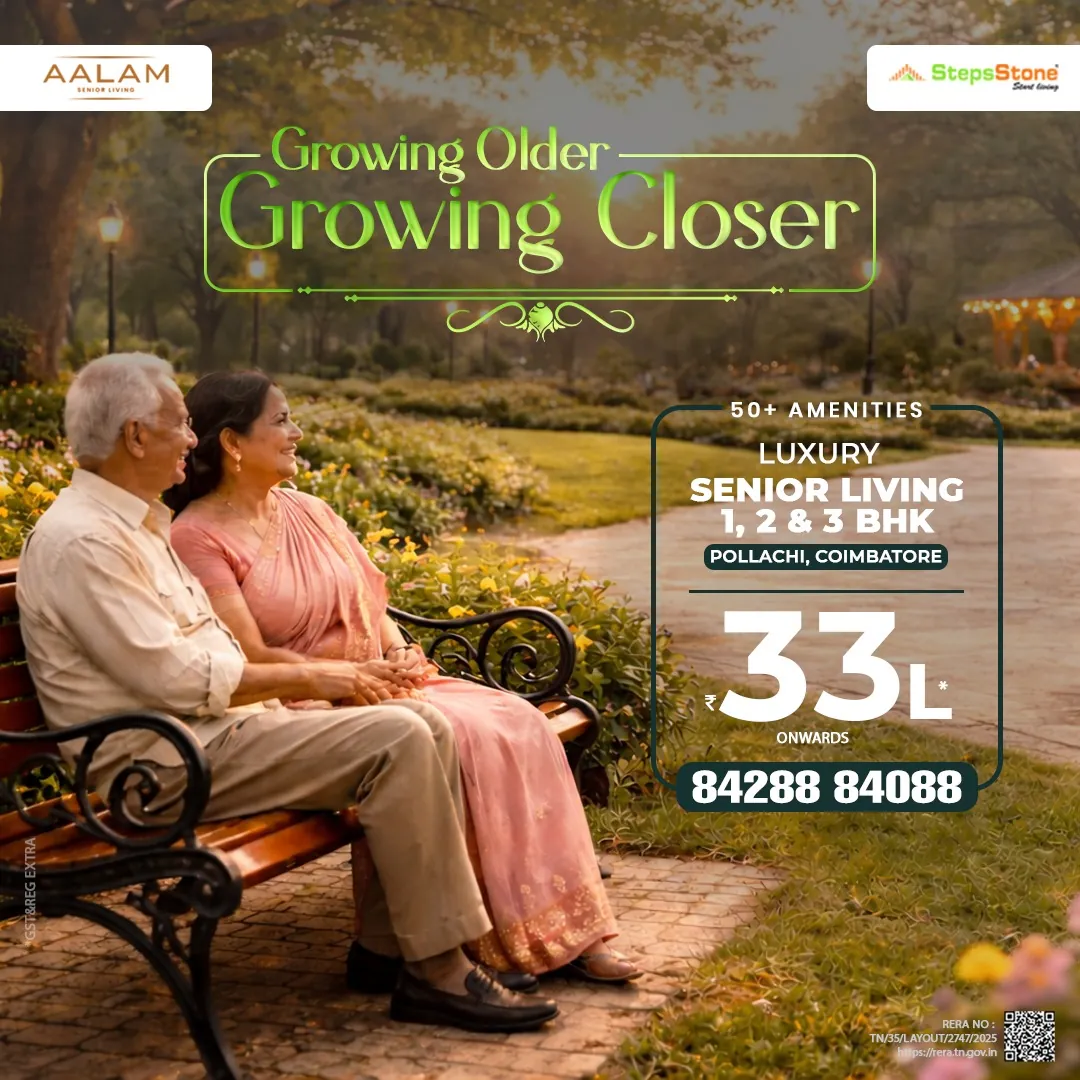 AALAM
SENIOR LIVING
StepsStone
Start living
Growing Older
Growing Closer
50+ AMENITIES
LUXURY
SENIOR LIVING
1, 2 & 3 BHK
POLLACHI, COIMBATORE
₹33L*
ONWARDS
84288 84088
GST&REG EXTRA
RERA NO :
TN/35/LAYOUT/2747/2025
https://rera.tn.gov.in